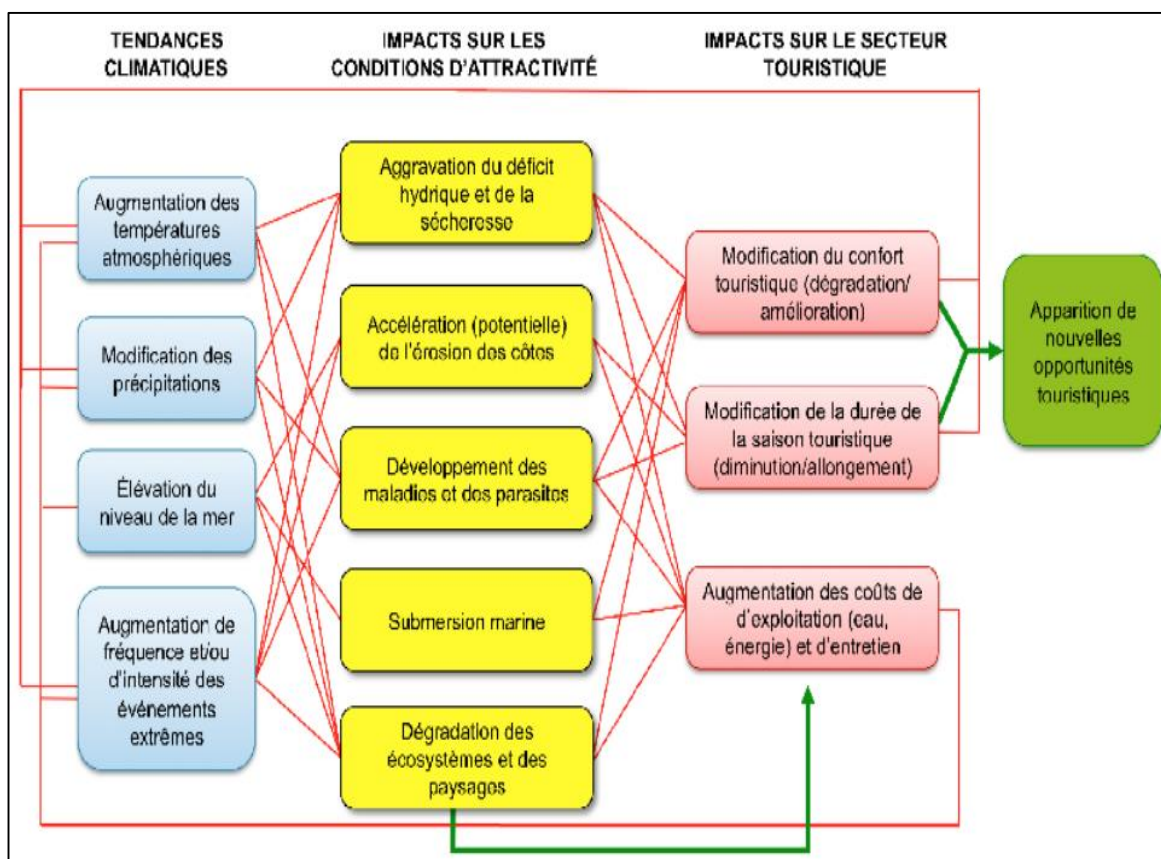 TENDANCES
CLIMATIQUES
IMPACTS SUR LES
CONDITIONS D'ATTRACTIVITÉ
IMPACTS SUR LE SECTEUR
TOURISTIQUE
Augmentation des
températures
atmosphériques
Modification des
précipitations
Élévation du
niveau de la mer
Augmentation de
fréquence et/ou
d'intensité des
événements
extrêmes
Aggravation du déficit
hydrique et de la
sécheresse
Accélération (potentielle)
de l'érosion des côtes
Développement des
maladies et des parasites
Submersion marine
Dégradation des
écosystèmes et des
paysages
Modification du confort
touristique (dégradation/
amélioration)
Modification de la durée de
la saison touristique
(diminution/allongement)
Augmentation des coûts de
d'exploitation (eau,
énergie) et d'entretien
Apparition de
nouvelles
opportunités
touristiques